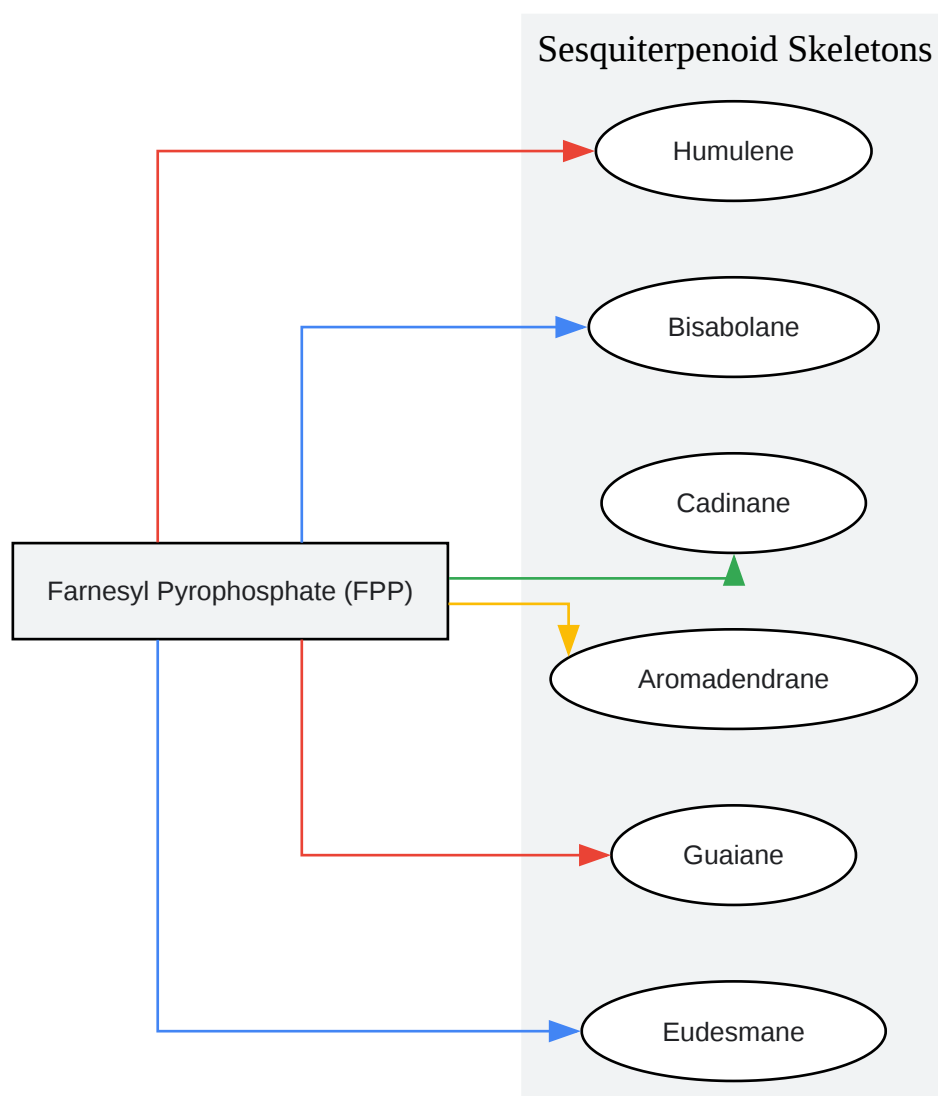 Sesquiterpenoid Skeletons
Humulene
Bisabolane
Cadinane
Farnesyl Pyrophosphate (FPP)
Aromadendrane
Guaiane
Eudesmane